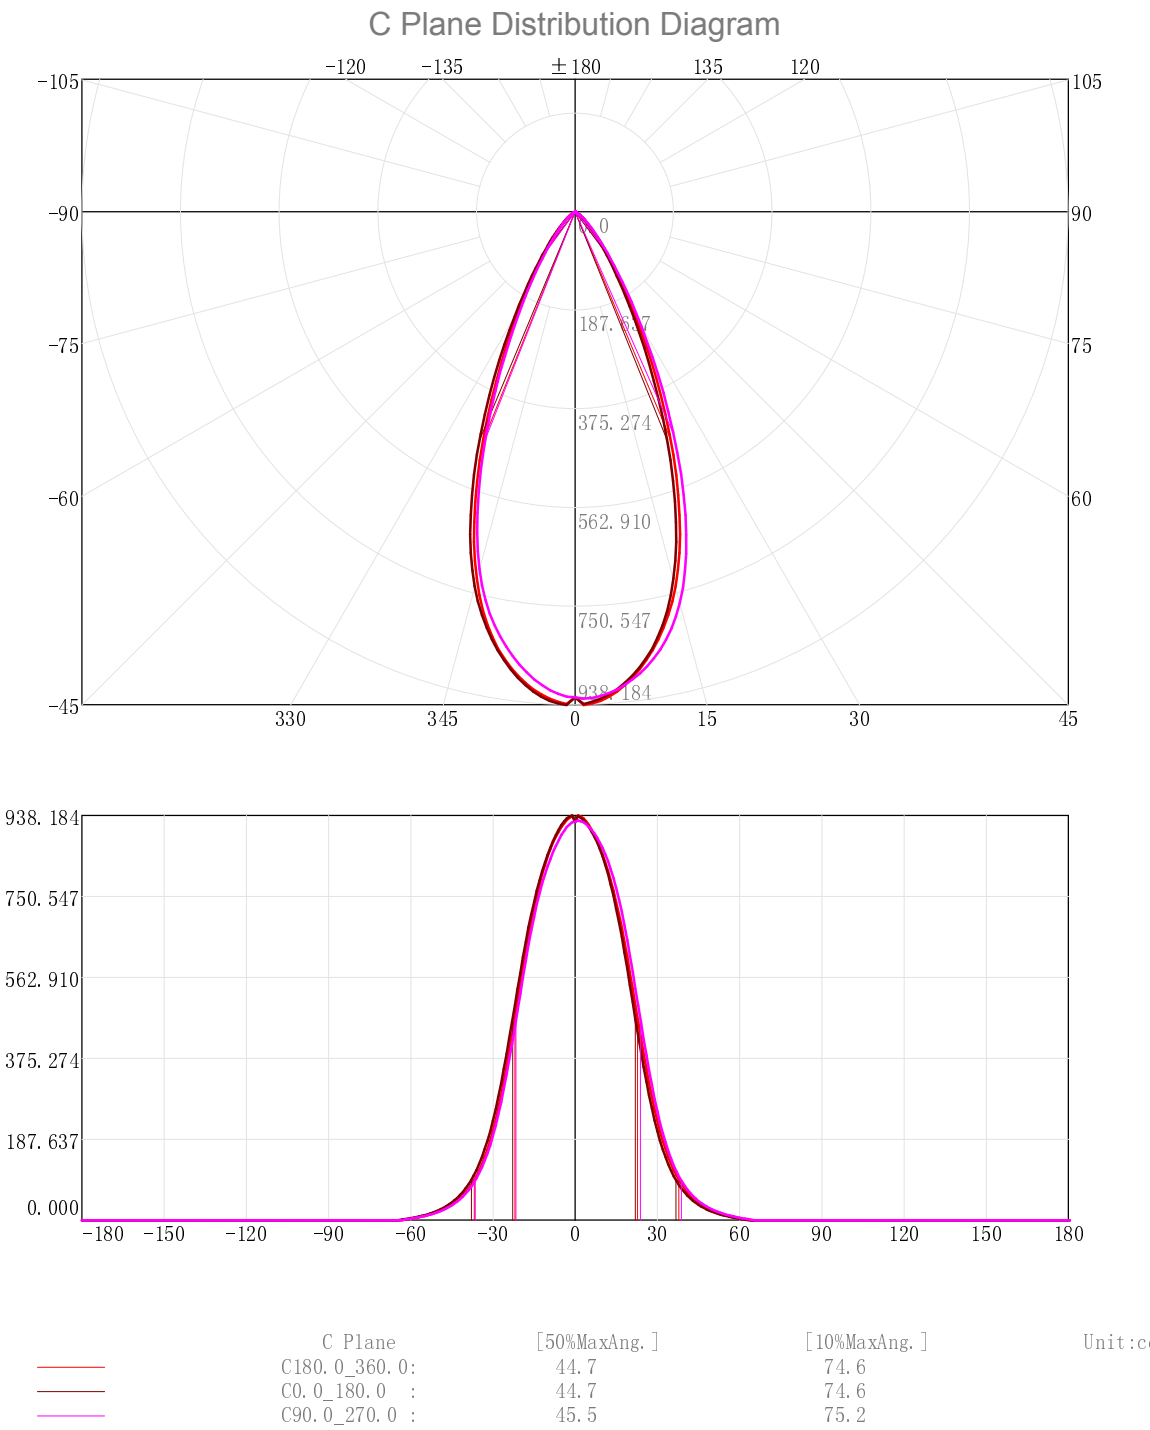 C Plane Distribution Diagram
-120 -135 ±180 135 120
-105 105
-90 90
0.0
187.637
-75 75
375.274
-60 60
562.910
750.547
938.184
-45 330 345 0 15 30 45
938.184
750.547
562.910
375.274
187.637
0.000
-180 -150 -120 -90 -60 -30 0 30 60 90 120 150 180
C Plane [50%MaxAng.] [10%MaxAng.] Unit:
C180.0_360.0: 44.7 74.6
C0.0_180.0 : 44.7 74.6
C90.0_270.0 : 45.5 75.2